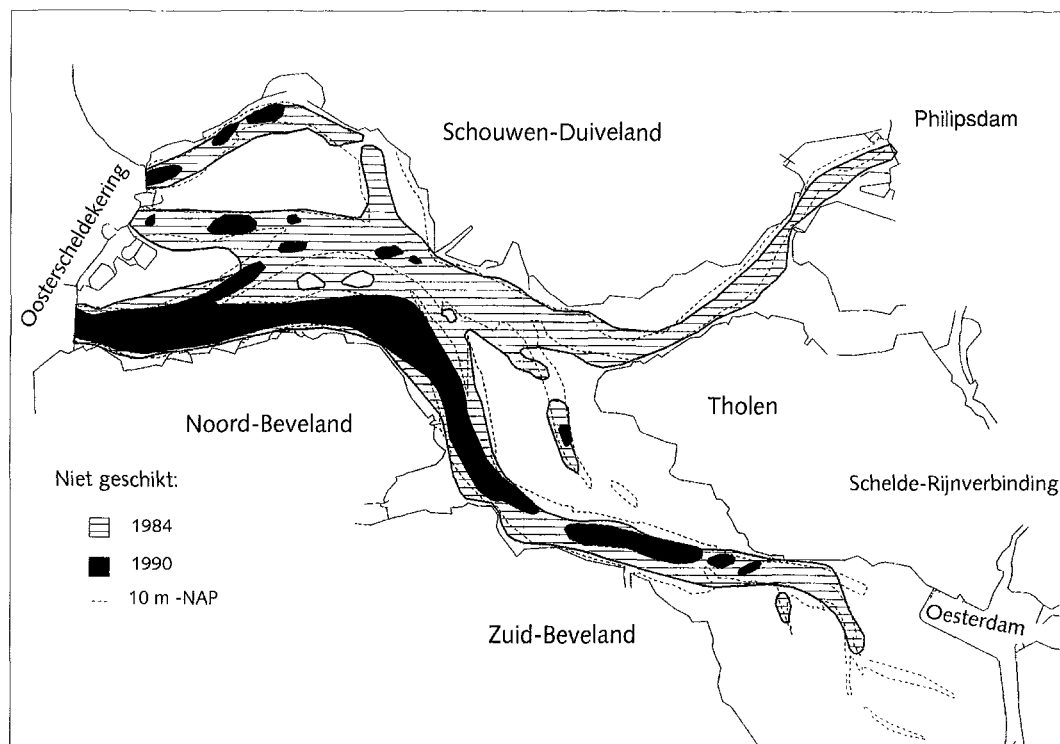 Philipsdam
Schouwen-Duiveland
Oosterscheldekering
Tholen
Noord-Beveland
Niet geschikt:
Schelde-Rijnverbinding
1984
1990
10 m -NAP
Oesterdam
Zuid-Beveland